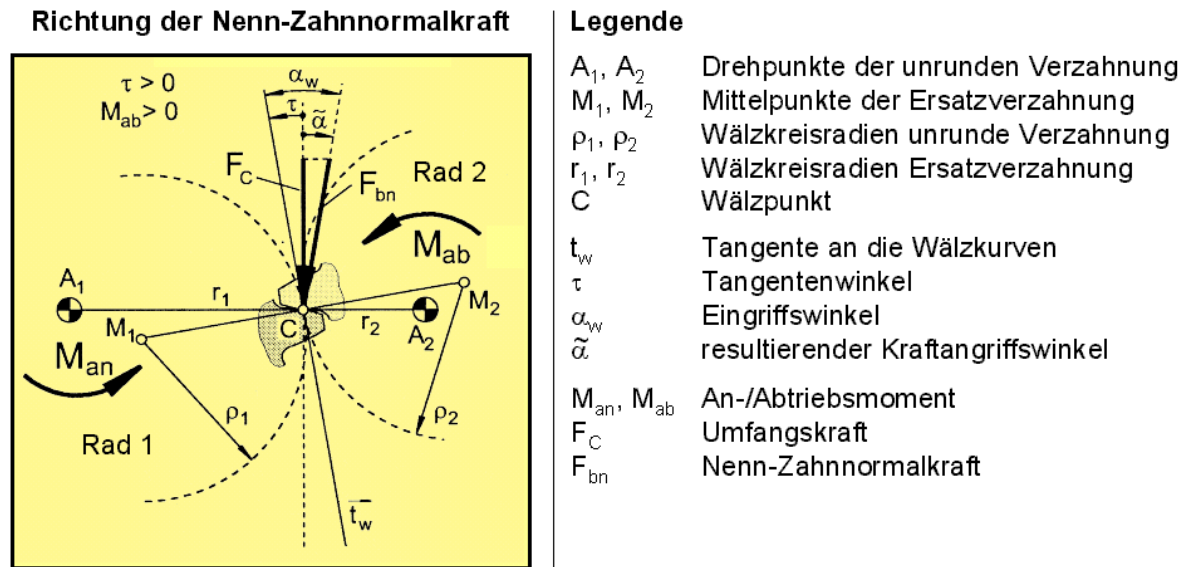 Richtung der Nenn-Zahnnormalkraft
τ > 0
M_ab > 0
α_w
τ
α̃
F_C
F_bn
Rad 2
M_ab
A_1
r_1
M_2
M_1
C
r_2
A_2
M_an
ρ_1
ρ_2
Rad 1
t_w
Legende
A_1, A_2 Drehpunkte der unrunden Verzahnung
M_1, M_2 Mittelpunkte der Ersatzverzahnung
ρ_1, ρ_2 Wälzkreisradien unrunde Verzahnung
r_1, r_2 Wälzkreisradien Ersatzverzahnung
C Wälzpunkt
t_w Tangente an die Wälzkurven
τ Tangentenwinkel
α_w Eingriffswinkel
α̃ resultierender Kraftangriffswinkel
M_an, M_ab An-/Abtriebsmoment
F_C Umfangskraft
F_bn Nenn-Zahnnormalkraft